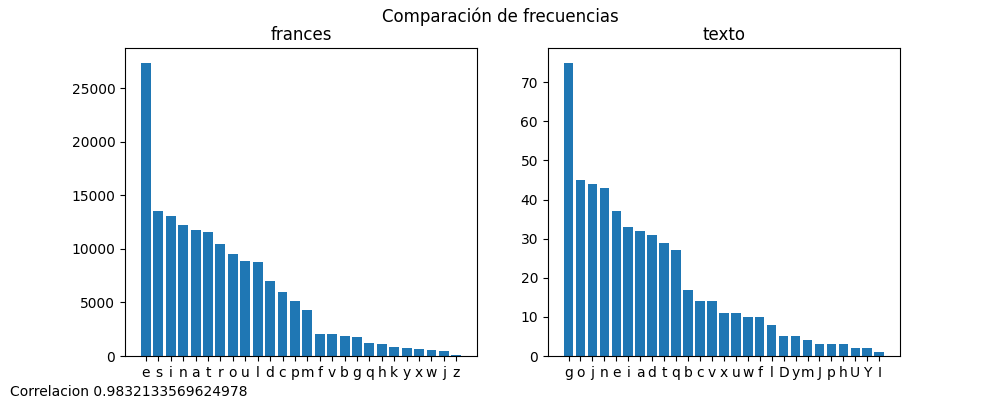 Comparación de frecuencias
frances
texto
25000
20000
15000
10000
5000
0
e s i n a t r o u l d c p m f v b g q h k y x w j z
70
60
50
40
30
20
10
0
g o j n e i a d t q b c v x u w f l D y m J p h U Y I
Correlacion 0.9832133569624978